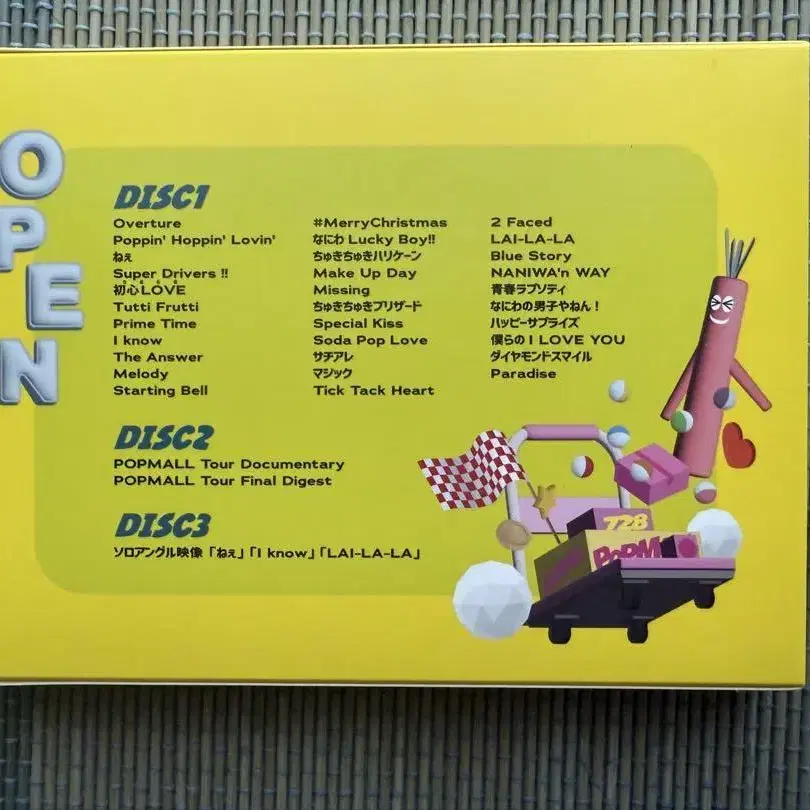 OPEN
DISC1
Overture
Poppin' Hoppin' Lovin'
ねぇ
Super Drivers !!
初心LOVE
Tutti Frutti
Prime Time
I know
The Answer
Melody
Starting Bell
#MerryChristmas
なにわ Lucky Boy!!
ちゅきちゅきハリケーン
Make Up Day
Missing
ちゅきちゅきブリザード
Special Kiss
Soda Pop Love
サチアレ
マジック
Tick Tack Heart
2 Faced
LAI-LA-LA
Blue Story
NANIWA'n WAY
青春ラプソディ
なにわの男子やねん！
ハッピーサプライズ
僕らの I LOVE YOU
ダイヤモンドスマイル
Paradise
DISC2
POPMALL Tour Documentary
POPMALL Tour Final Digest
DISC3
ソロアングル映像「ねぇ」「I know」「LAI-LA-LA」
728
POPM